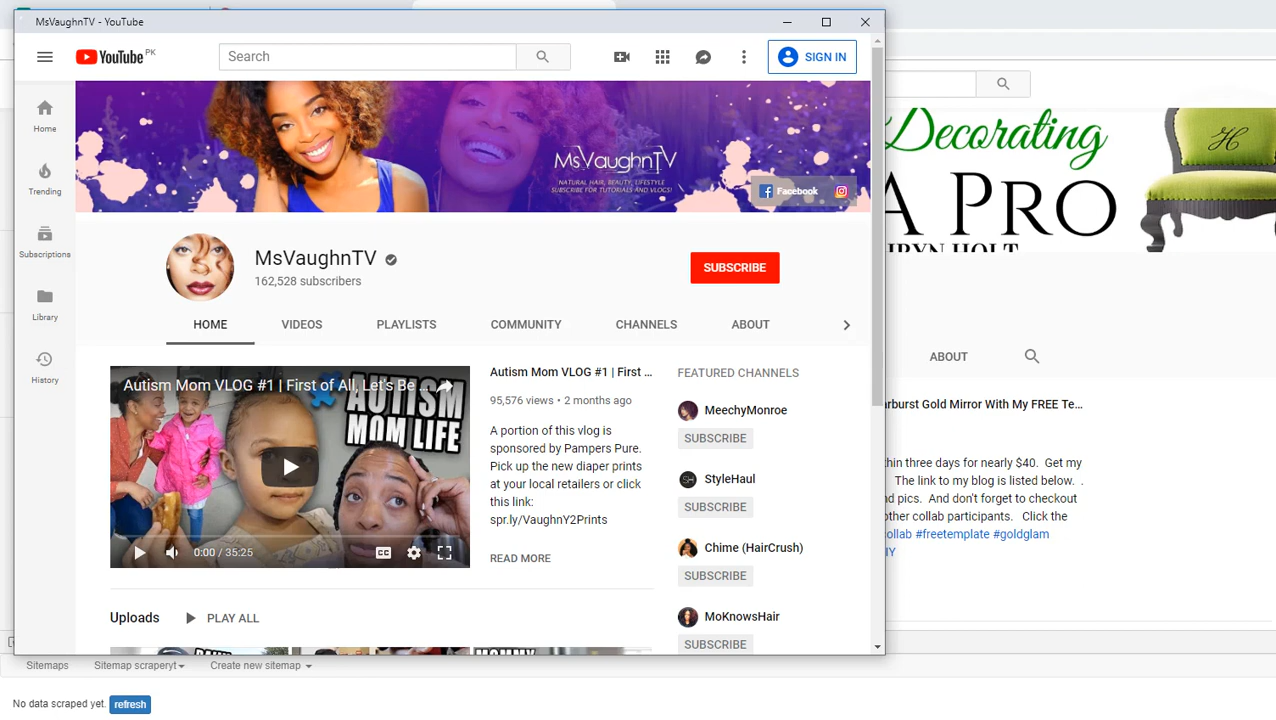 MsVaughnTV - YouTube
YouTube PK
Search
SIGN IN
Home
Trending
Subscriptions
Library
History
MsVaughnTV
NATURAL HAIR, BEAUTY, LIFESTYLE
SUBSCRIBE FOR TUTORIALS AND VLOGS!
Facebook
MsVaughnTV
162,528 subscribers
SUBSCRIBE
HOME VIDEOS PLAYLISTS COMMUNITY CHANNELS ABOUT
Autism Mom VLOG #1 | First of All, Let's Be ...
AUTISM
MOM LIFE
0:00 / 35:25
CC
Autism Mom VLOG #1 | First ...
95,576 views • 2 months ago
A portion of this vlog is
sponsored by Pampers Pure.
Pick up the new diaper prints
at your local retailers or click
this link:
spr.ly/VaughnY2Prints
READ MORE
FEATURED CHANNELS
MeechyMonroe
SUBSCRIBE
SH
StyleHaul
SUBSCRIBE
Chime (HairCrush)
SUBSCRIBE
MoKnowsHair
SUBSCRIBE
Uploads PLAY ALL
MOMMY
Decorating
H
A PRO
HOLT
ABOUT
Gold Mirror With My FREE Te...
three days for nearly $40. Get my
The link to my blog is listed below. .
pics. And don't forget to checkout
other collab participants. Click the
#freetemplate #goldglam
Sitemaps Sitemap scraperyt Create new sitemap
No data scraped yet. refresh